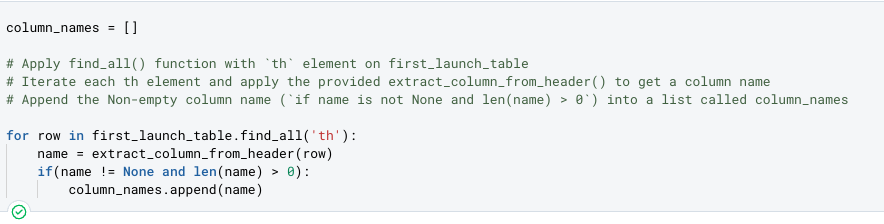 column_names = []
# Apply find_all() function with `th` element on first_launch_table
# Iterate each th element and apply the provided extract_column_from_header() to get a column name
# Append the Non-empty column name (`if name is not None and len(name) > 0`) into a list called column_names
for row in first_launch_table.find_all('th'):
    name = extract_column_from_header(row)
    if(name != None and len(name) > 0):
        column_names.append(name)